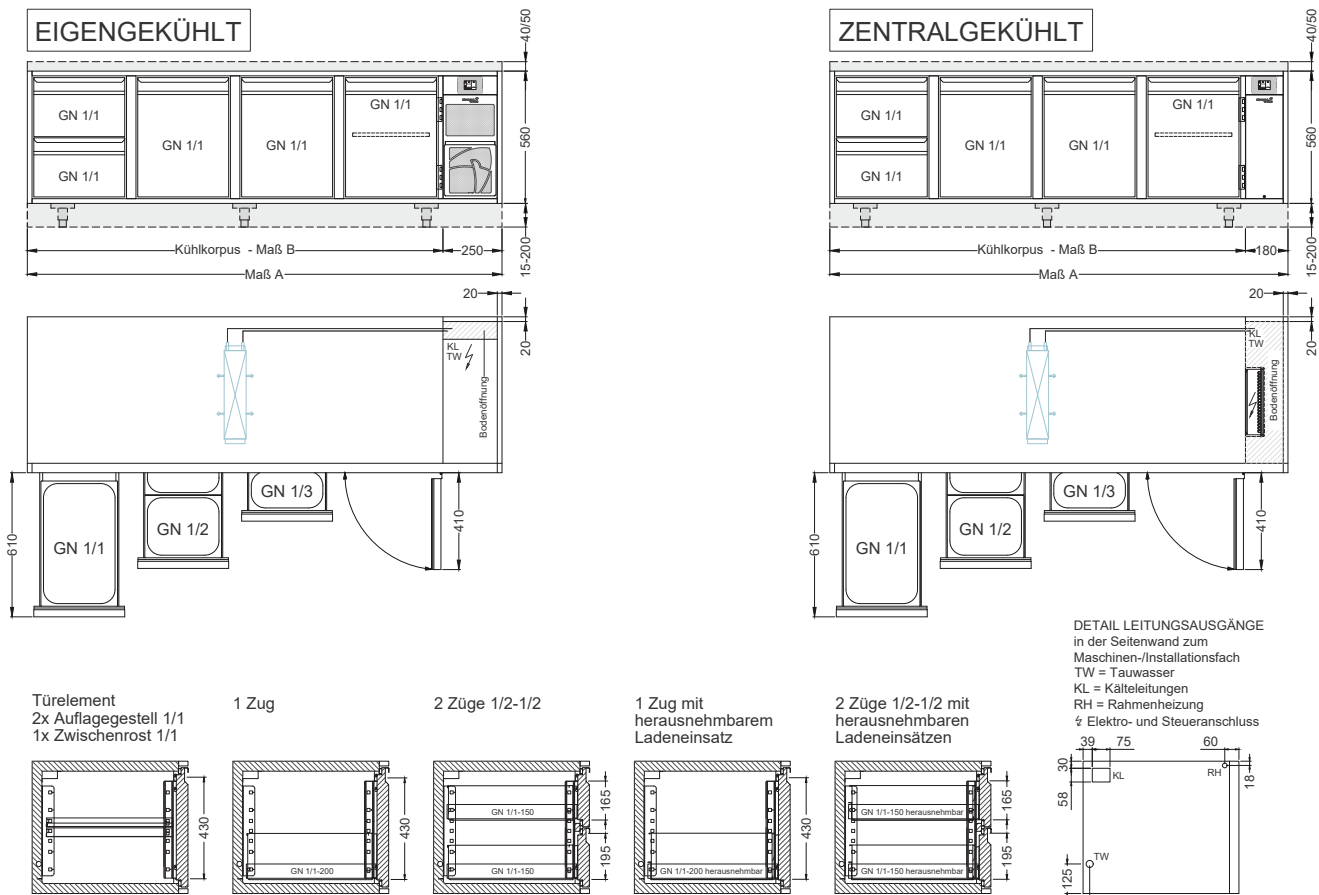 EIGENGEKÜHLT
40/50
GN 1/1
GN 1/1
GN 1/1
GN 1/1
GN 1/1
560
Kühlkorpus - Maß B
250
15-200
Maß A
20
20
KL
TW
Bodenöffnung
GN 1/1
GN 1/2
GN 1/3
610
410
ZENTRALGEKÜHLT
40/50
GN 1/1
GN 1/1
GN 1/1
GN 1/1
GN 1/1
560
Kühlkorpus - Maß B
180
15-200
Maß A
20
20
KL
TW
Bodenöffnung
GN 1/1
GN 1/2
GN 1/3
610
410
Türelement
2x Auflagegestell 1/1
1x Zwischenrost 1/1
430
1 Zug
GN 1/1-200
430
2 Züge 1/2-1/2
GN 1/1-150
GN 1/1-150
165
195
1 Zug mit
herausnehmbarem
Ladeneinsatz
GN 1/1-200 herausnehmbar
430
2 Züge 1/2-1/2 mit
herausnehmbaren
Ladeneinsätzen
GN 1/1-150 herausnehmbar
GN 1/1-150 herausnehmbar
165
195
DETAIL LEITUNGSAUSGÄNGE
in der Seitenwand zum
Maschinen-/Installationsfach
TW = Tauwasser
KL = Kälteleitungen
RH = Rahmenheizung
Elektro- und Steueranschluss
39
75
60
30
58
KL
RH
18
TW
125